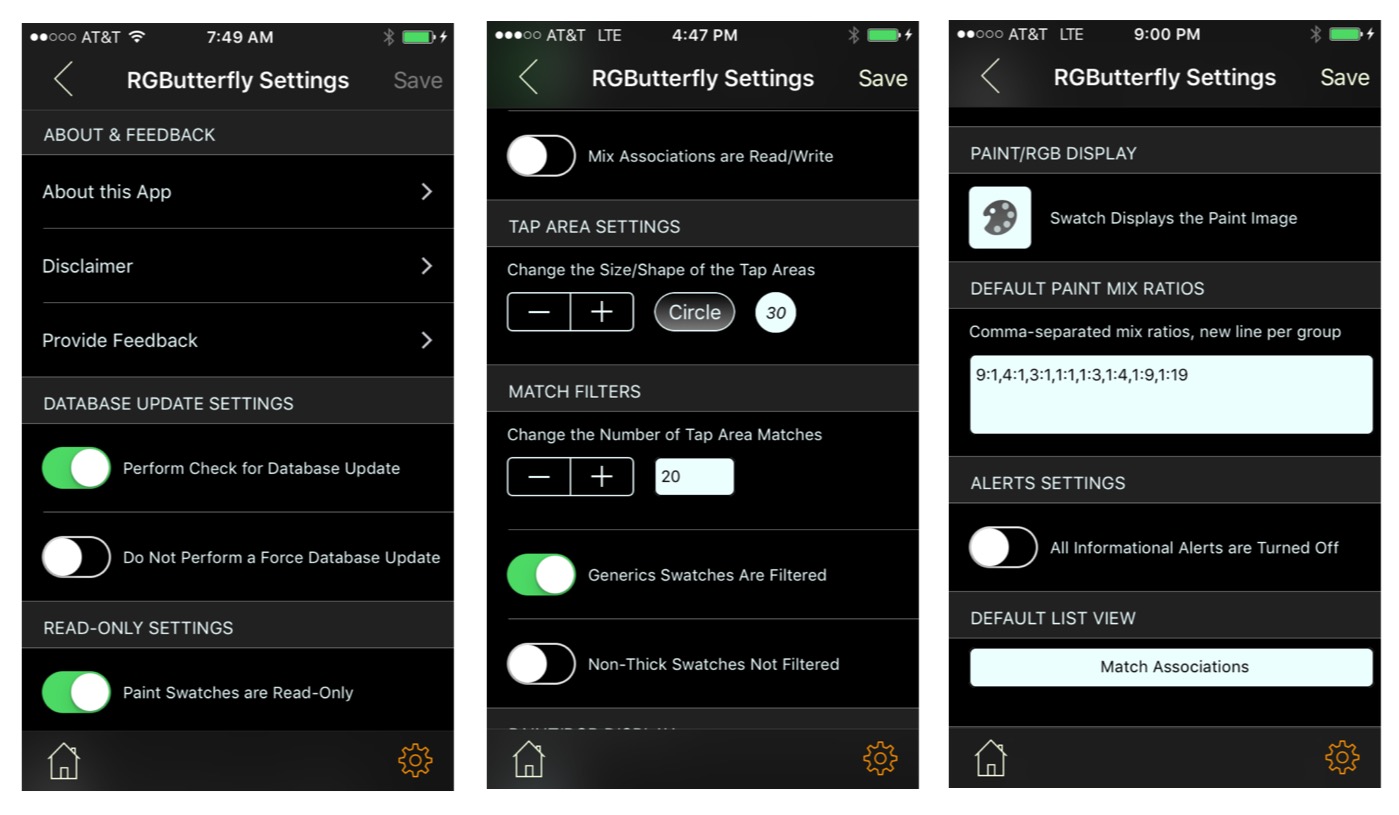 AT&T 7:49 AM
RGButterfly Settings Save
ABOUT & FEEDBACK
About this App
Disclaimer
Provide Feedback
DATABASE UPDATE SETTINGS
Perform Check for Database Update
Do Not Perform a Force Database Update
READ-ONLY SETTINGS
Paint Swatches are Read-Only
AT&T LTE 4:47 PM
RGButterfly Settings Save
Mix Associations are Read/Write
TAP AREA SETTINGS
Change the Size/Shape of the Tap Areas
− + Circle 30
MATCH FILTERS
Change the Number of Tap Area Matches
− + 20
Generics Swatches Are Filtered
Non-Thick Swatches Not Filtered
AT&T LTE 9:00 PM
RGButterfly Settings Save
PAINT/RGB DISPLAY
Swatch Displays the Paint Image
DEFAULT PAINT MIX RATIOS
Comma-separated mix ratios, new line per group
9:1,4:1,3:1,1:1,1:3,1:4,1:9,1:19
ALERTS SETTINGS
All Informational Alerts are Turned Off
DEFAULT LIST VIEW
Match Associations